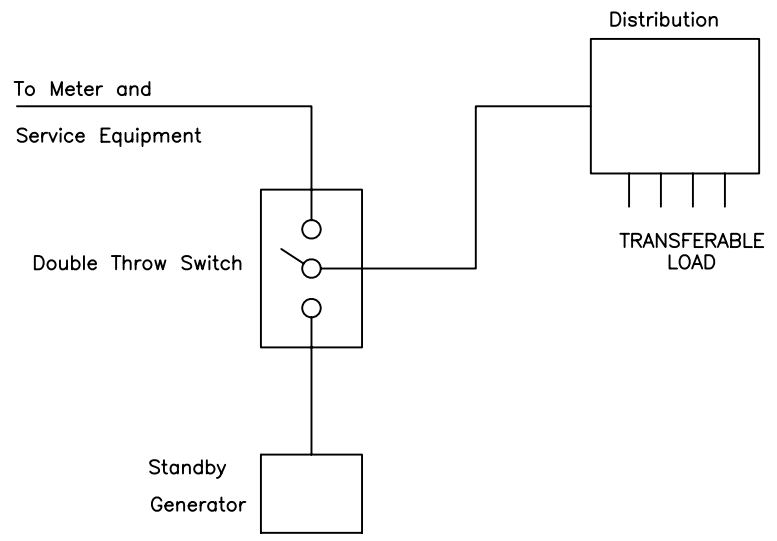 Distribution
To Meter and
Service Equipment
TRANSFERABLE
LOAD
Double Throw Switch
Standby
Generator